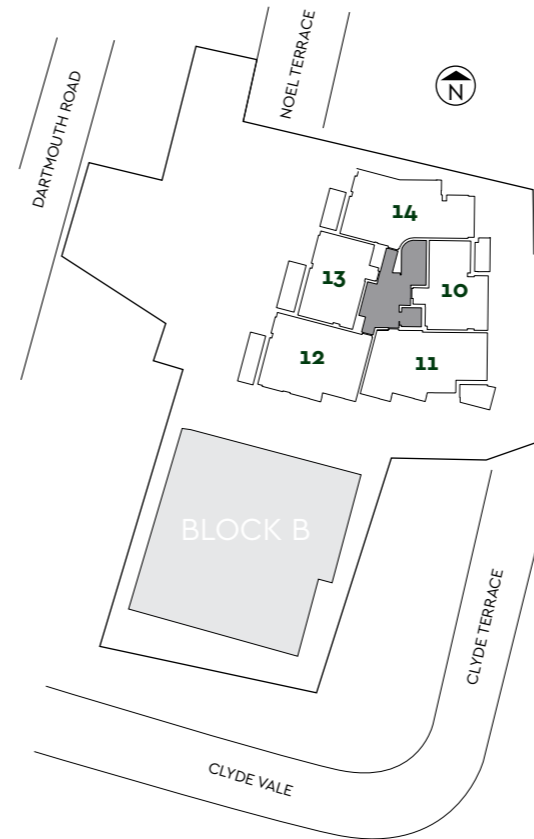 NOEL TERRACE
DARTMOUTH ROAD
N
14
13
10
12
11
BLOCK B
CLYDE TERRACE
CLYDE VALE